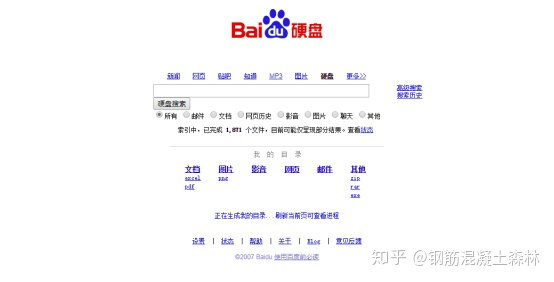 Bai du 硬盘
新闻 网页 贴吧 知道 MP3 图片 硬盘 更多>>
高级搜索
搜索历史
硬盘搜索
所有 邮件 文档 网页历史 影音 图片 聊天 其他
索引中，已完成 1,871 个文件，目前可能仅呈现部分结果。查看状态
我 的 目 录
文档 图片 影音 网页 邮件 其他
excel png zip
pdf rar
exe
正在生成我的目录...刷新当前页可查看进程
设置 | 状态 | 帮助 | 关于 | Blog | 意见反馈
©2007 Baidu 使用百度前必读
知乎 @钢筋混凝土森林